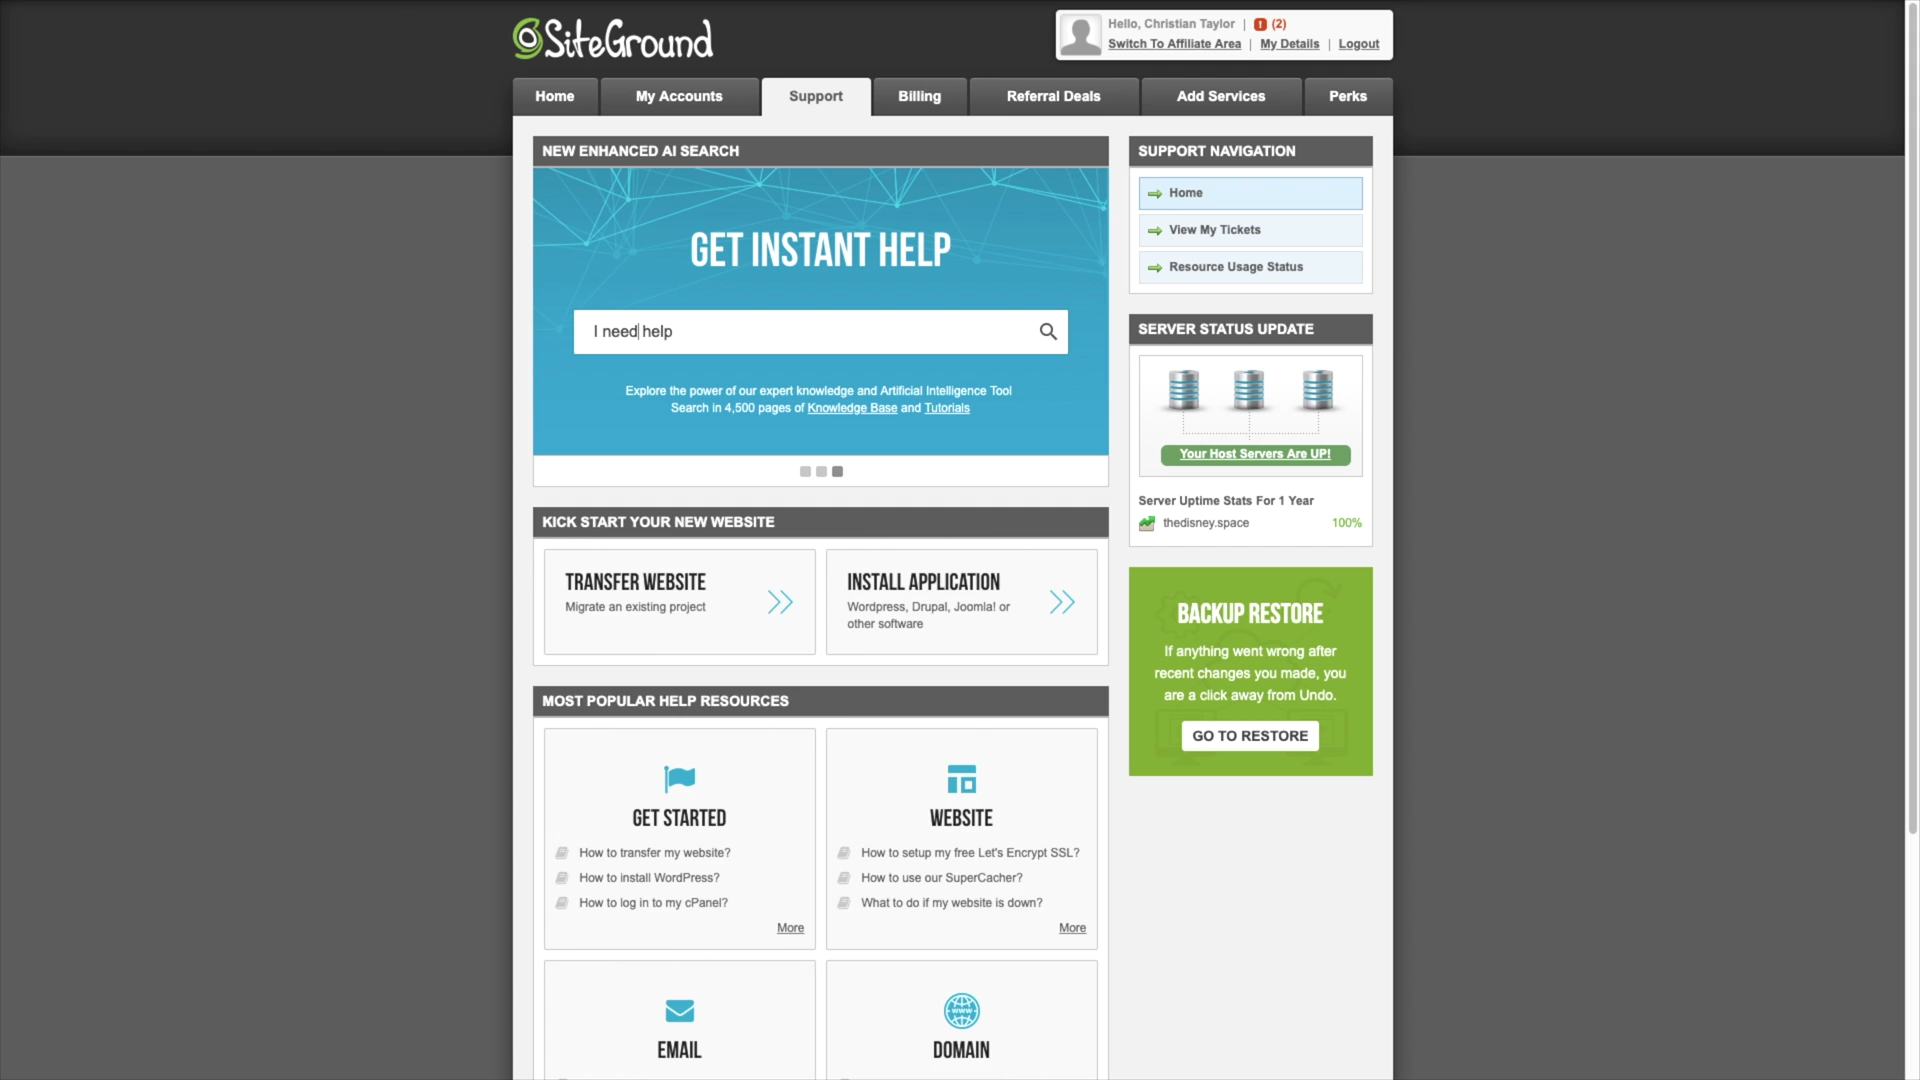 SiteGround
Hello, Christian Taylor | ! (2)
Switch To Affiliate Area | My Details | Logout
Home
My Accounts
Support
Billing
Referral Deals
Add Services
Perks
NEW ENHANCED AI SEARCH
GET INSTANT HELP
I need help
Explore the power of our expert knowledge and Artificial Intelligence Tool
Search in 4,500 pages of Knowledge Base and Tutorials
KICK START YOUR NEW WEBSITE
TRANSFER WEBSITE
Migrate an existing project
INSTALL APPLICATION
Wordpress, Drupal, Joomla! or
other software
MOST POPULAR HELP RESOURCES
GET STARTED
How to transfer my website?
How to install WordPress?
How to log in to my cPanel?
More
WEBSITE
How to setup my free Let's Encrypt SSL?
How to use our SuperCacher?
What to do if my website is down?
More
EMAIL
WWW
DOMAIN
SUPPORT NAVIGATION
Home
View My Tickets
Resource Usage Status
SERVER STATUS UPDATE
Your Host Servers Are UP!
Server Uptime Stats For 1 Year
thedisney.space 100%
BACKUP RESTORE
If anything went wrong after
recent changes you made, you
are a click away from Undo.
GO TO RESTORE